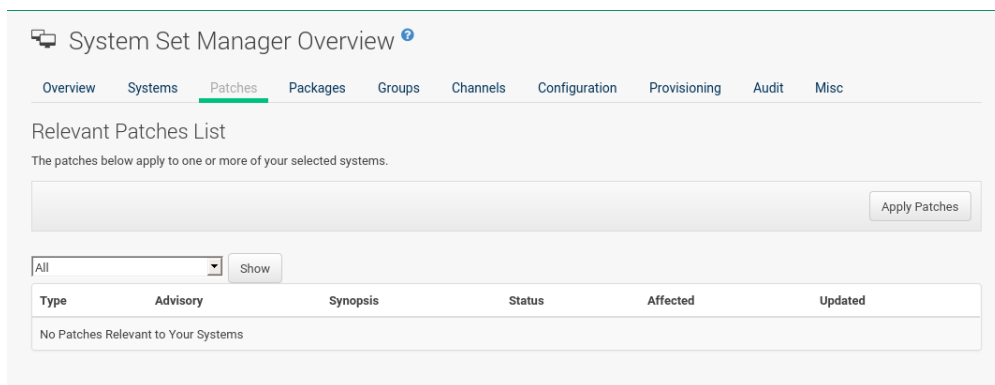 System Set Manager Overview ?
Overview Systems Patches Packages Groups Channels Configuration Provisioning Audit Misc
Relevant Patches List
The patches below apply to one or more of your selected systems.
Apply Patches
All Show
Type Advisory Synopsis Status Affected Updated
No Patches Relevant to Your Systems